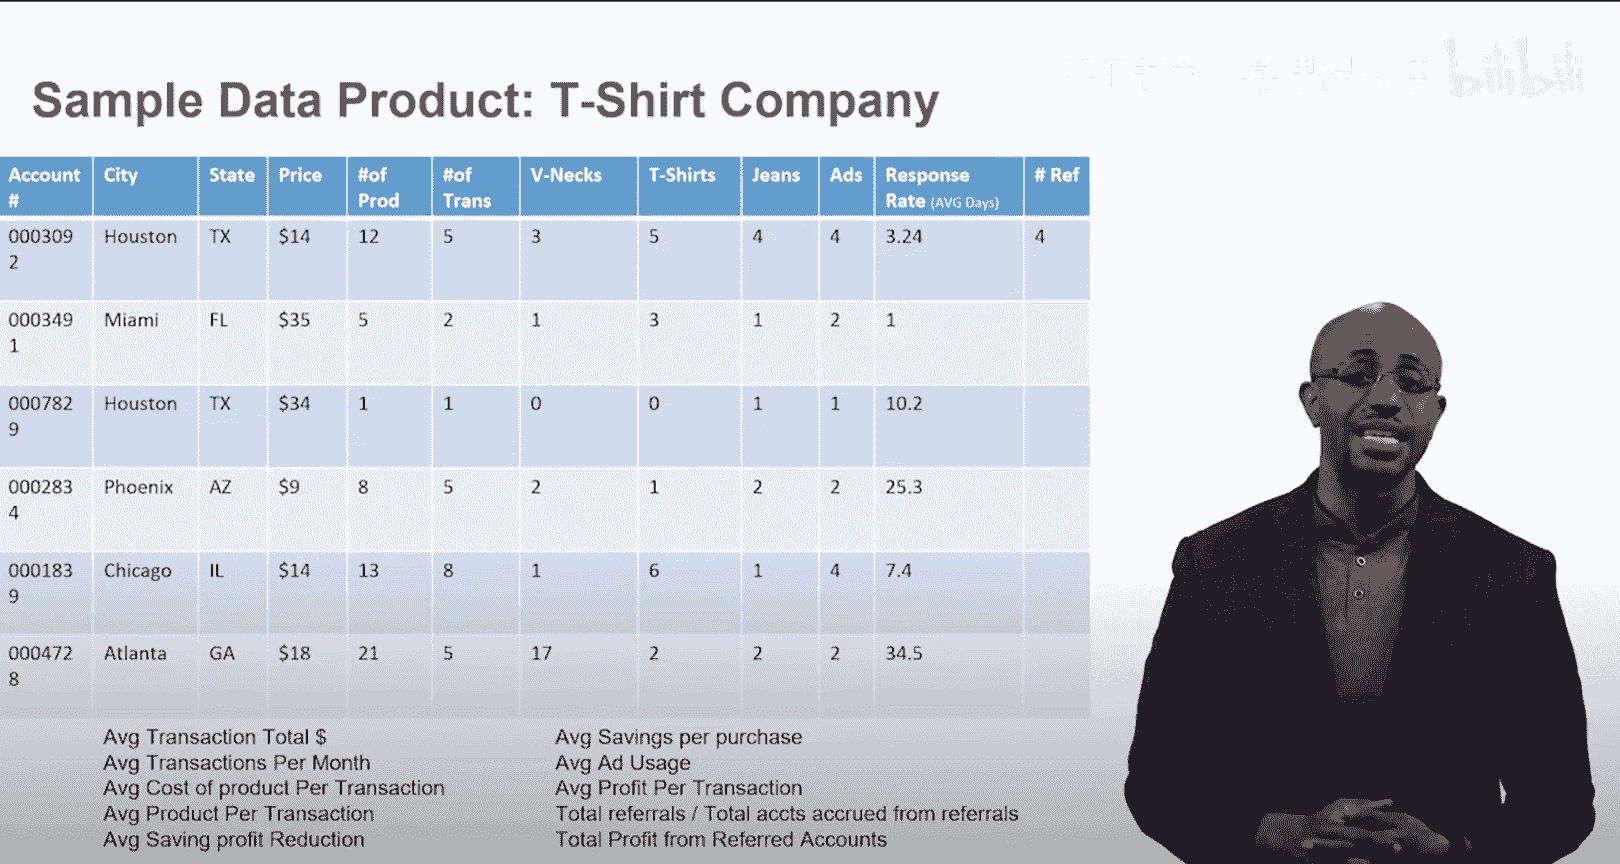 bilibili
Sample Data Product: T-Shirt Company
Account # City State Price #of Prod #of Trans V-Necks T-Shirts Jeans Ads Response Rate (AVG Days) # Ref
0003092 Houston TX $14 12 5 3 5 4 4 3.24 4
0003491 Miami FL $35 5 2 1 3 1 2 1
0007829 Houston TX $34 1 1 0 0 1 1 10.2
0002834 Phoenix AZ $9 8 5 2 1 2 2 25.3
0001839 Chicago IL $14 13 8 1 6 1 4 7.4
0004728 Atlanta GA $18 21 5 17 2 2 2 34.5
Avg Transaction Total $
Avg Transactions Per Month
Avg Cost of product Per Transaction
Avg Product Per Transaction
Avg Saving profit Reduction
Avg Savings per purchase
Avg Ad Usage
Avg Profit Per Transaction
Total referrals / Total accts accrued from referrals
Total Profit from Referred Accounts